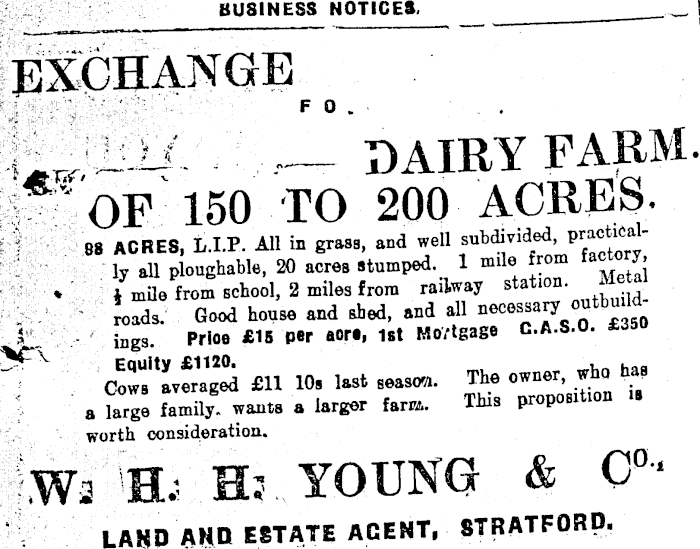 BUSINESS NOTICES.
EXCHANGE
FO
DAIRY FARM.
OF 150 TO 200 ACRES.
98 ACRES, L.I.P. All in grass, and well subdivided, practical-
ly all ploughable, 20 acres stumped. 1 mile from factory,
½ mile from school, 2 miles from railway station. Metal
roads. Good house and shed, and all necessary outbuild-
ings. Price £15 per acre, 1st Mortgage G.A.S.O. £350
Equity £1120.
Cows averaged £11 10s last season. The owner, who has
a large family, wants a larger farm. This proposition is
worth consideration.
W. H. H. YOUNG & CO.,
LAND AND ESTATE AGENT, STRATFORD.